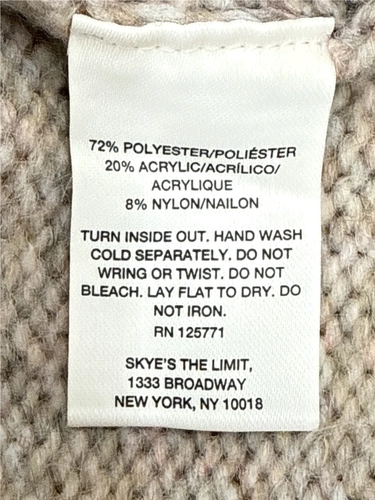 72% POLYESTER/POLIÉSTER
20% ACRYLIC/ACRÍLICO/
ACRYLIQUE
8% NYLON/NAILON
TURN INSIDE OUT. HAND WASH
COLD SEPARATELY. DO NOT
WRING OR TWIST. DO NOT
BLEACH. LAY FLAT TO DRY. DO
NOT IRON.
RN 125771
SKYE'S THE LIMIT,
1333 BROADWAY
NEW YORK, NY 10018